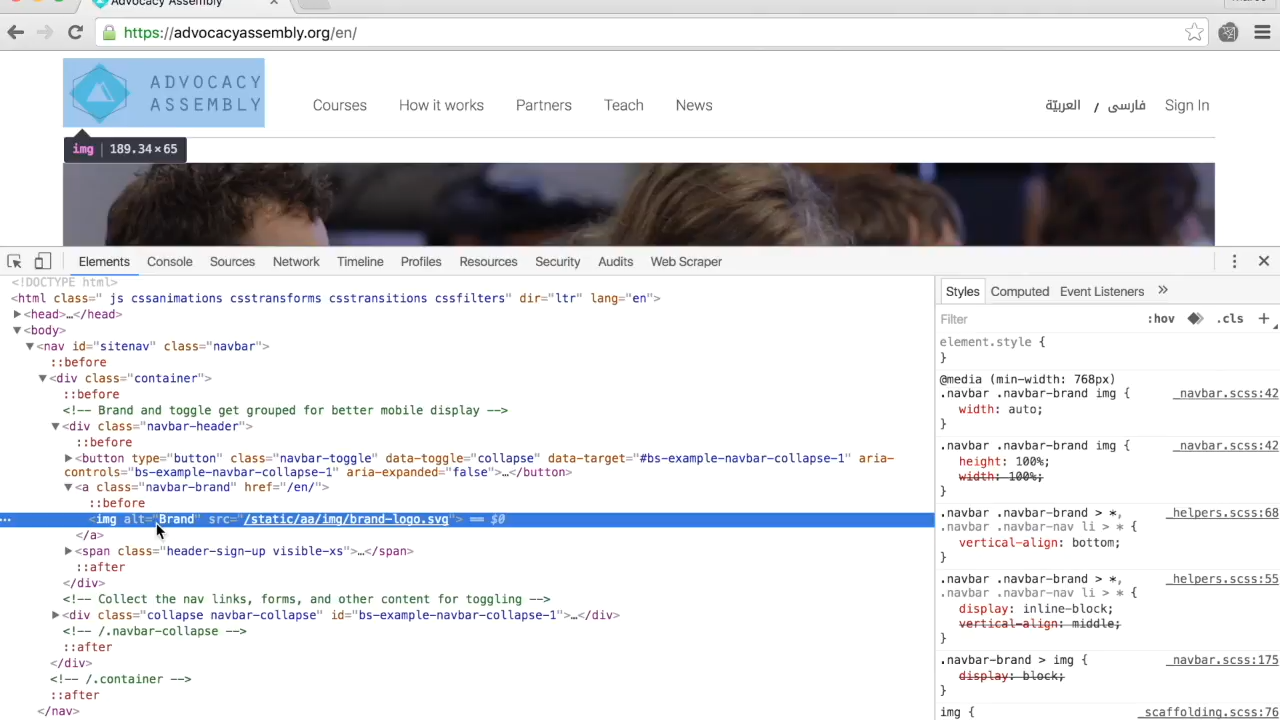 Advocacy Assembly
https://advocacyassembly.org/en/
ADVOCACY
ASSEMBLY
Courses How it works Partners Teach News العربيّة / فارسی Sign In
img | 189.34×65
Elements Console Sources Network Timeline Profiles Resources Security Audits Web Scraper
<!DOCTYPE html>
<html class=" js cssanimations csstransforms csstransitions cssfilters" dir="ltr" lang="en">
<head>…</head>
<body>
<nav id="sitenav" class="navbar">
::before
<div class="container">
::before
<!-- Brand and toggle get grouped for better mobile display -->
<div class="navbar-header">
::before
<button type="button" class="navbar-toggle" data-toggle="collapse" data-target="#bs-example-navbar-collapse-1" aria-
controls="bs-example-navbar-collapse-1" aria-expanded="false">…</button>
<a class="navbar-brand" href="/en/">
::before
<img alt="Brand" src="/static/aa/img/brand-logo.svg"> == $0
</a>
<span class="header-sign-up visible-xs">…</span>
::after
</div>
<!-- Collect the nav links, forms, and other content for toggling -->
<div class="collapse navbar-collapse" id="bs-example-navbar-collapse-1">…</div>
<!-- /.navbar-collapse -->
::after
</div>
<!-- /.container -->
::after
</nav>
Styles Computed Event Listeners »
Filter :hov .cls +
element.style {
}
@media (min-width: 768px)
.navbar .navbar-brand img { _navbar.scss:42
width: auto;
}
.navbar .navbar-brand img { _navbar.scss:42
height: 100%;
width: 100%;
}
.navbar .navbar-brand > *, _helpers.scss:68
.navbar .navbar-nav li > * {
vertical-align: bottom;
}
.navbar .navbar-brand > *, _helpers.scss:55
.navbar .navbar-nav li > * {
display: inline-block;
vertical-align: middle;
}
.navbar-brand > img { _navbar.scss:175
display: block;
}
img { _scaffolding.scss:76